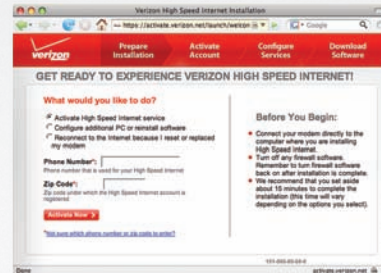 Verizon High Speed Internet Installation
https://activate.verizon.net/launch/welcon
Google
verizon
Prepare Installation
Activate Account
Configure Services
Download Software
GET READY TO EXPERIENCE VERIZON HIGH SPEED INTERNET!
What would you like to do?
Activate High Speed Internet service
Configure additional PC or reinstall software
Reconnect to the Internet because I reset or replaced
my modem
Phone Number*:
Phone number that is used for your High Speed Internet
Zip Code*:
Zip code under which the High Speed Internet account is
registered
Activate Now >
*Not sure which phone number or zip code to enter?
Before You Begin:
Connect your modem directly to the
computer where you are installing
High Speed Internet.
Turn off any firewall software.
Remember to turn firewall software
back on after installation is complete.
We recommend that you set aside
about 15 minutes to complete the
installation (this time will vary
depending on the options you select).
Done
activate.verizon.net